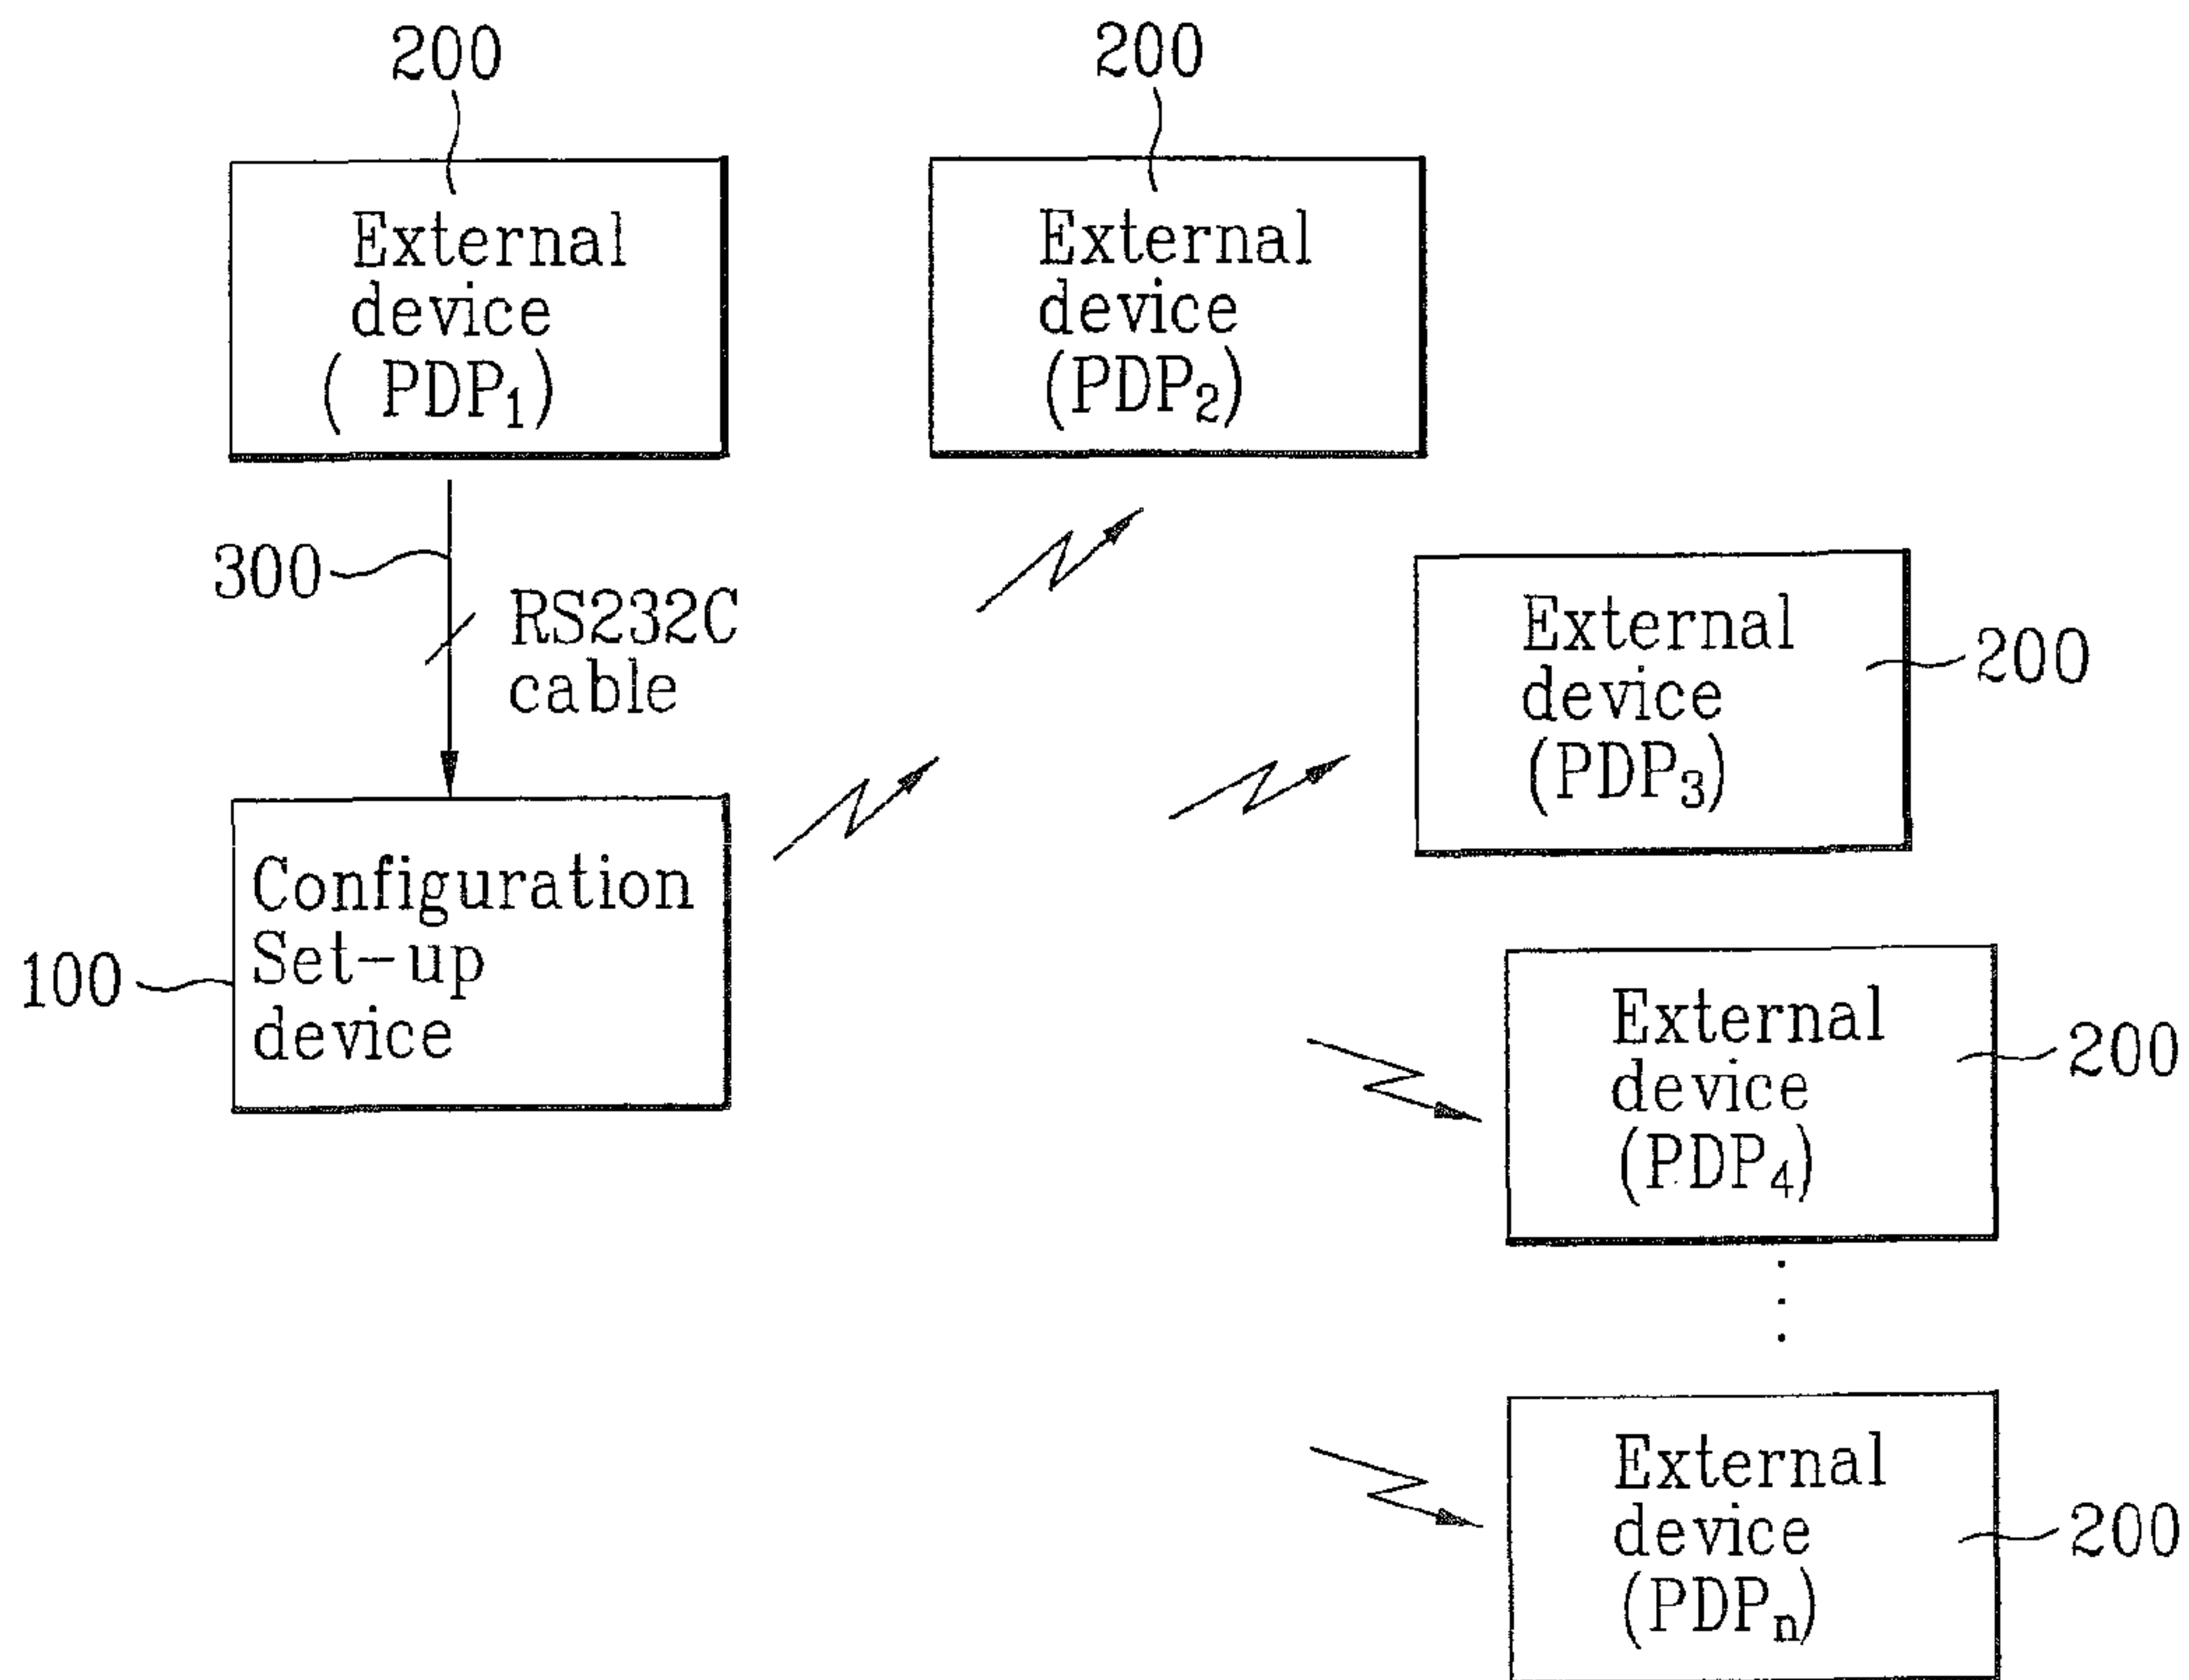 200
200
External
device
( PDP₁)
External
device
(PDP₂)
300
RS232C
cable
External
device
(PDP₃)
200
Configuration
Set-up
device
100
External
device
(PDP₄)
200
External
device
(PDPₙ)
200